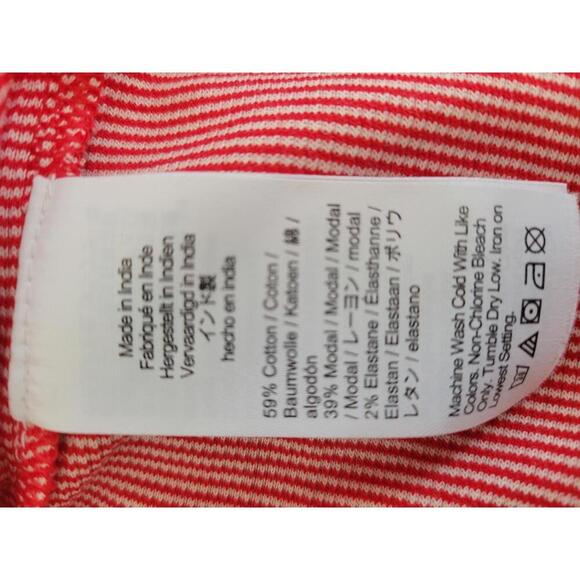 Made in India
Fabriqué en Inde
Hergestellt in Indien
Vervaardigd in India
インド製
hecho en india
59% Cotton / Coton /
Baumwolle / Katoen / 綿 /
algodón
39% Modal / Modal / Modal
/ Modal / レーヨン / modal
2% Elastane / Élasthanne /
Elastan / Elastaan / ポリウ
レタン / elastano
Machine Wash Cold With Like
Colors. Non-Chlorine Bleach
Only. Tumble Dry Low. Iron on
Lowest Setting.